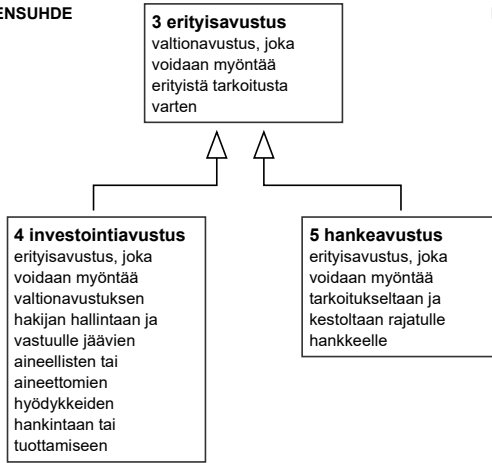 ENSUHDE
3 erityisavustus
valtionavustus, joka
voidaan myöntää
erityistä tarkoitusta
varten
4 investointiavustus
erityisavustus, joka
voidaan myöntää
valtionavustuksen
hakijan hallintaan ja
vastuulle jäävien
aineellisten tai
aineettomien
hyödykkeiden
hankintaan tai
tuottamiseen
5 hankeavustus
erityisavustus, joka
voidaan myöntää
tarkoitukseltaan ja
kestoltaan rajatulle
hankkeelle